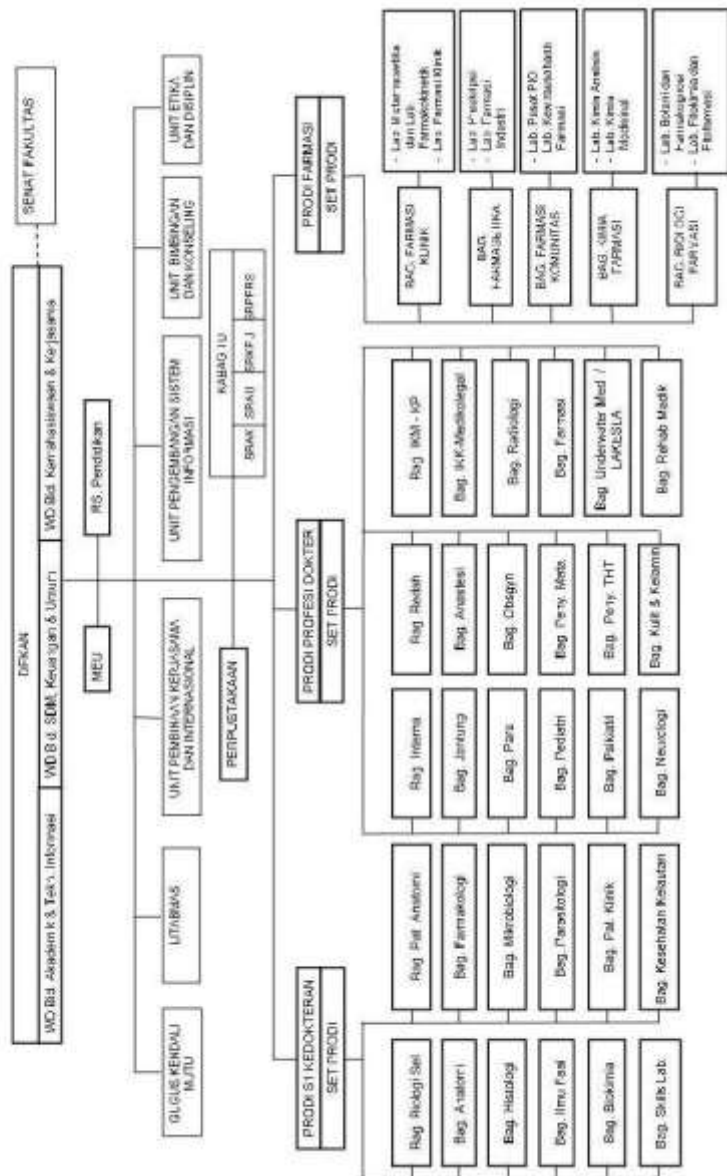 DEKAN
SENAT FAKULTAS
WD Bid. Akademik & Tekn. Informasi
WD Bid. SDM, Keuangan & Umum
WD Bid. Kemahasiswaan & Kerjasama
MEU
RS. Pendidikan
GUGUS KENDALI
MUTU
LITABMAS
UNIT PEMBINAAN KERJASAMA
DAN INTERNASIONAL
UNIT PENGEMBANGAN SISTEM
INFORMASI
UNIT BIMBINGAN
DAN KONSELING
UNIT ETIKA
DAN DISIPLIN
PERPUSTAKAAN
KABAG TU
PRODI S1 KEDOKTERAN
SET PRODI
PRODI PROFESI DOKTER
SET PRODI
PRODI FARMASI
SET PRODI
Bag. Biologi Sel
Bag. Anatomi
Bag. Histologi
Bag. Ilmu Faal
Bag. Biokimia
Bag. Skills Lab.
Bag. Pat. Anatomi
Bag. Farmakologi
Bag. Mikrobiologi
Bag. Parasitologi
Bag. Pat. Klinik
Bag. Kesehatan Kelautan
Bag. Interna
Bag. Jantung
Bag. Paru
Bag. Pediatri
Bag. Psikiatri
Bag. Neurologi
Bag. Bedah
Bag. Anastesi
Bag. Obsgyn
Bag. Peny. Mata
Bag. Peny. THT
Bag. Kulit & Kelamin
Bag. IKM - KP
Bag. IKK-Medikolegal
Bag. Radiologi
Bag. Farmasi
Bag. Underwater Med /
LAKESLA
Bag. Rehab Medik
BAG. FARMASI
KLINIK
- Lab.
dan Lab.
Farmakokinetik
- Lab. Farmasi Klinik
BAG.
FARMASETIKA
- Lab. Preskripsi
- Lab. Farmasi
Industri
BAG. FARMASI
KOMUNITAS
- Lab. Pusat PIO
- Lab. Kewirausahaan
Farmasi
BAG. KIMIA
FARMASI
- Lab. Kimia Analisis
- Lab. Kimia
Medisinal
BAG. BIOLOGI
FARMASI
- Lab. Botani dan
Farmakognosi
- Lab. Fitokimia dan
Fitofarmasi